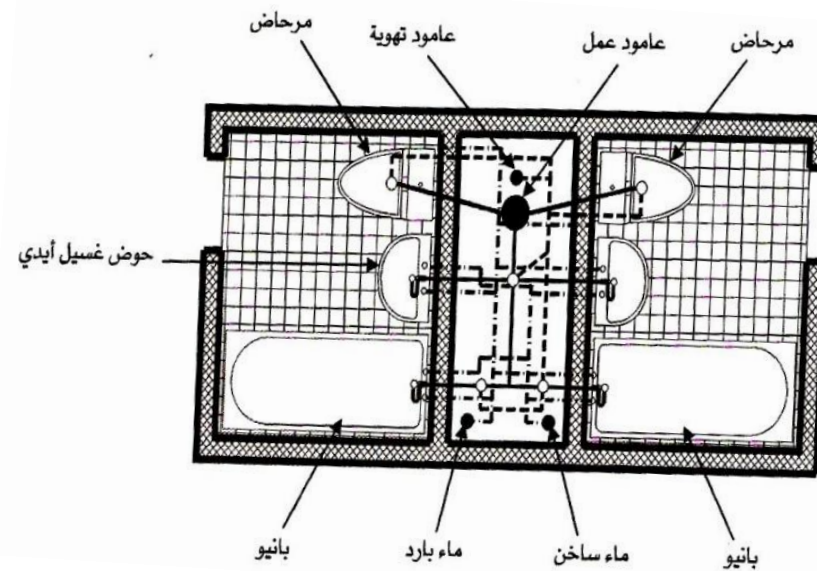 مرحاض
عامود عمل
عامود تهوية
مرحاض
حوض غسيل أيدي
بانيو
ماء ساخن
ماء بارد
بانيو